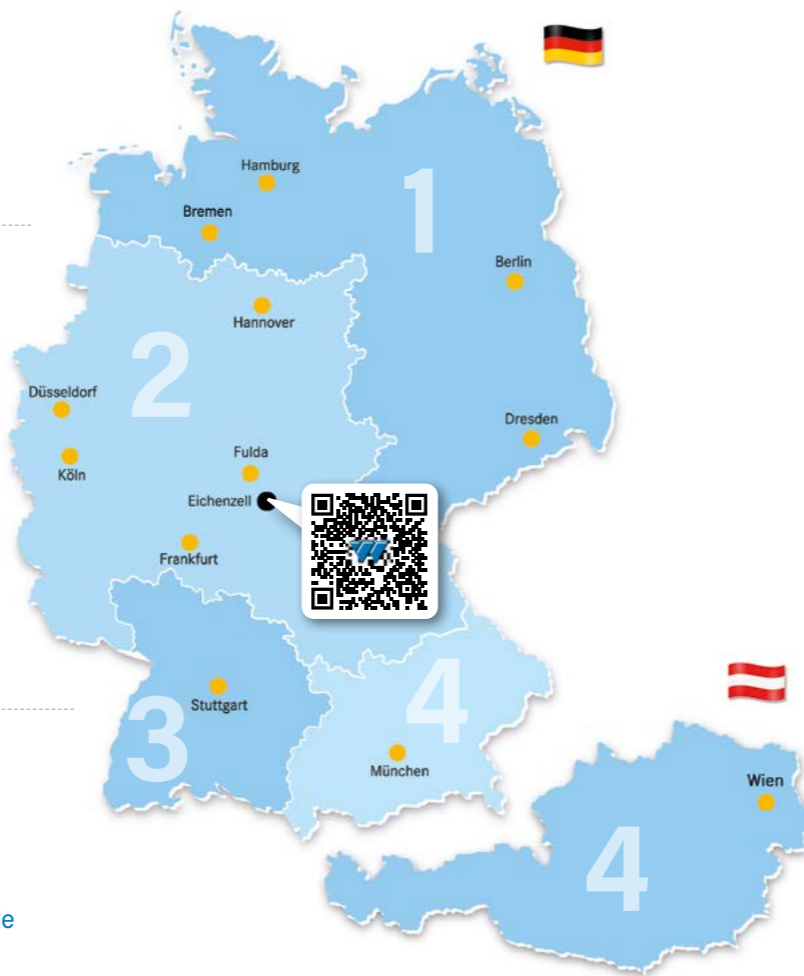 Hamburg
1
Bremen
Berlin
Hannover
2
Düsseldorf
Dresden
Fulda
Köln
Eichenzell
Frankfurt
4
Stuttgart
3
München
Wien
4
e